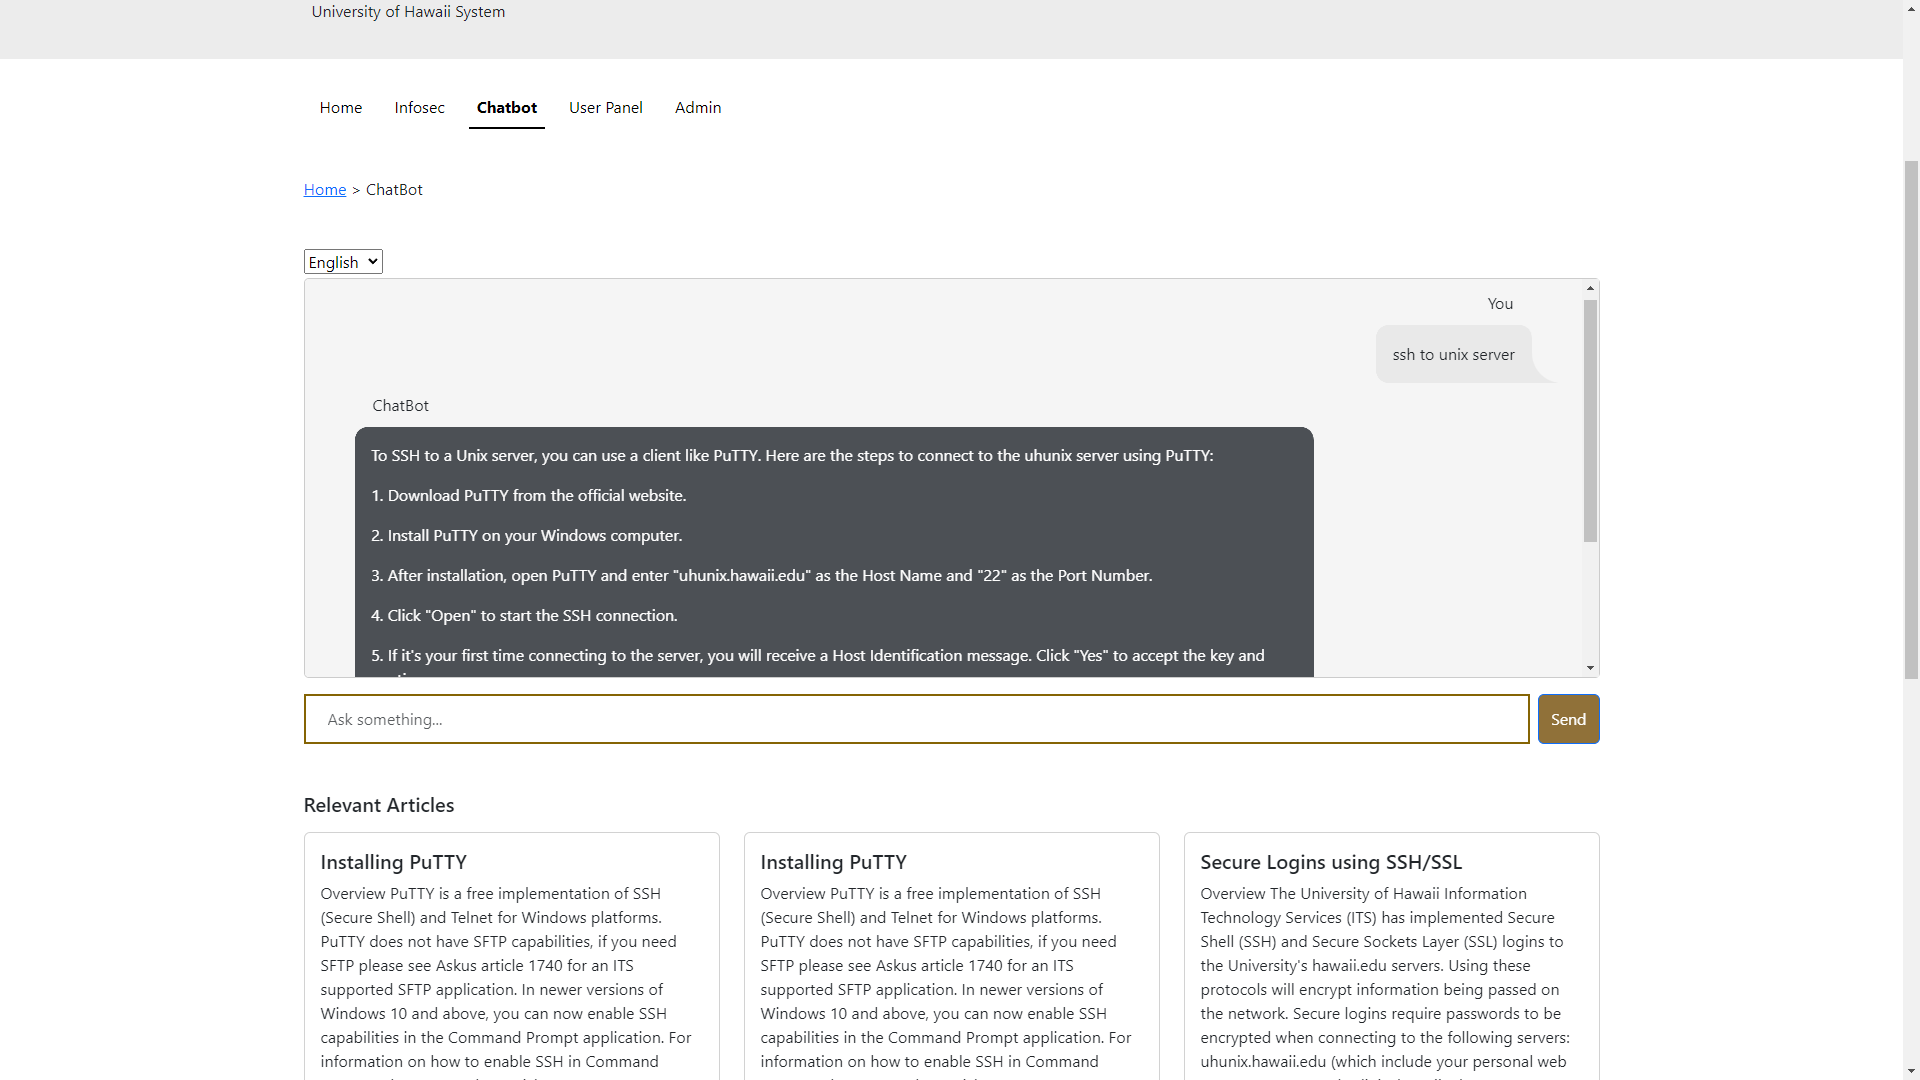 University of Hawaii System
Home Infosec Chatbot User Panel Admin
Home > ChatBot
English
You
ssh to unix server
ChatBot
To SSH to a Unix server, you can use a client like PuTTY. Here are the steps to connect to the uhunix server using PuTTY:
1. Download PuTTY from the official website.
2. Install PuTTY on your Windows computer.
3. After installation, open PuTTY and enter "uhunix.hawaii.edu" as the Host Name and "22" as the Port Number.
4. Click "Open" to start the SSH connection.
5. If it's your first time connecting to the server, you will receive a Host Identification message. Click "Yes" to accept the key and
Ask something...
Send
Relevant Articles
Installing PuTTY
Overview PuTTY is a free implementation of SSH
(Secure Shell) and Telnet for Windows platforms.
PuTTY does not have SFTP capabilities, if you need
SFTP please see Askus article 1740 for an ITS
supported SFTP application. In newer versions of
Windows 10 and above, you can now enable SSH
capabilities in the Command Prompt application. For
information on how to enable SSH in Command
Installing PuTTY
Overview PuTTY is a free implementation of SSH
(Secure Shell) and Telnet for Windows platforms.
PuTTY does not have SFTP capabilities, if you need
SFTP please see Askus article 1740 for an ITS
supported SFTP application. In newer versions of
Windows 10 and above, you can now enable SSH
capabilities in the Command Prompt application. For
information on how to enable SSH in Command
Secure Logins using SSH/SSL
Overview The University of Hawaii Information
Technology Services (ITS) has implemented Secure
Shell (SSH) and Secure Sockets Layer (SSL) logins to
the University's hawaii.edu servers. Using these
protocols will encrypt information being passed on
the network. Secure logins require passwords to be
encrypted when connecting to the following servers:
uhunix.hawaii.edu (which include your personal web